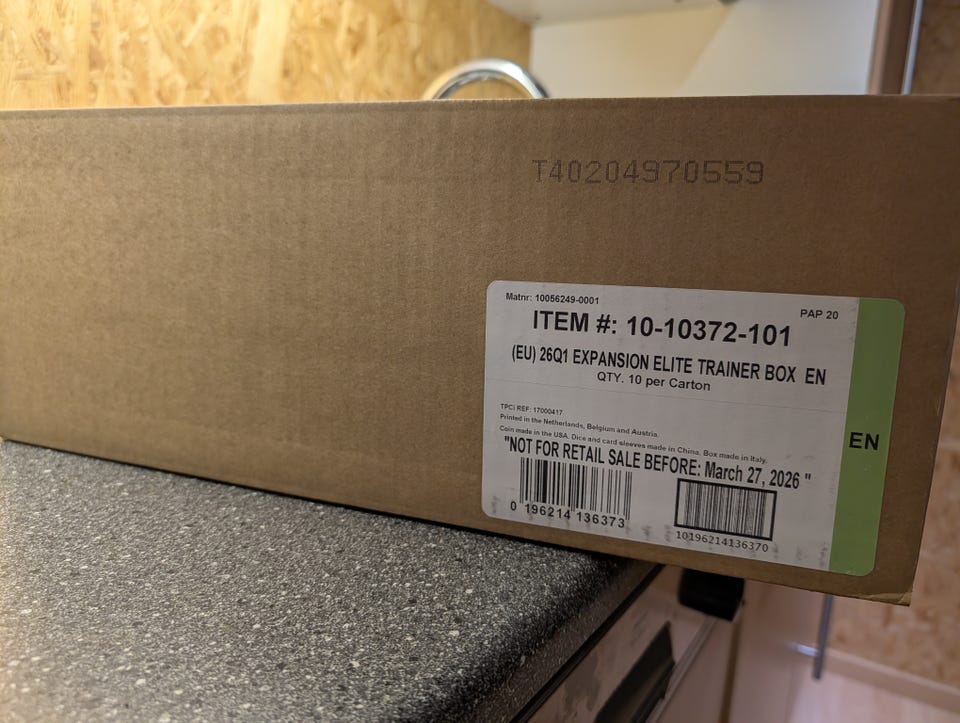 T40204970559
Matnr: 10056249-0001
PAP 20
ITEM #: 10-10372-101
(EU) 26Q1 EXPANSION ELITE TRAINER BOX EN
QTY. 10 per Carton
TPCi REF: 17000417
Printed in the Netherlands, Belgium and Austria.
Coin made in the USA. Dice and card sleeves made in China. Box made in Italy.
"NOT FOR RETAIL SALE BEFORE: March 27, 2026 "
EN
0 196214 136373
10196214136370